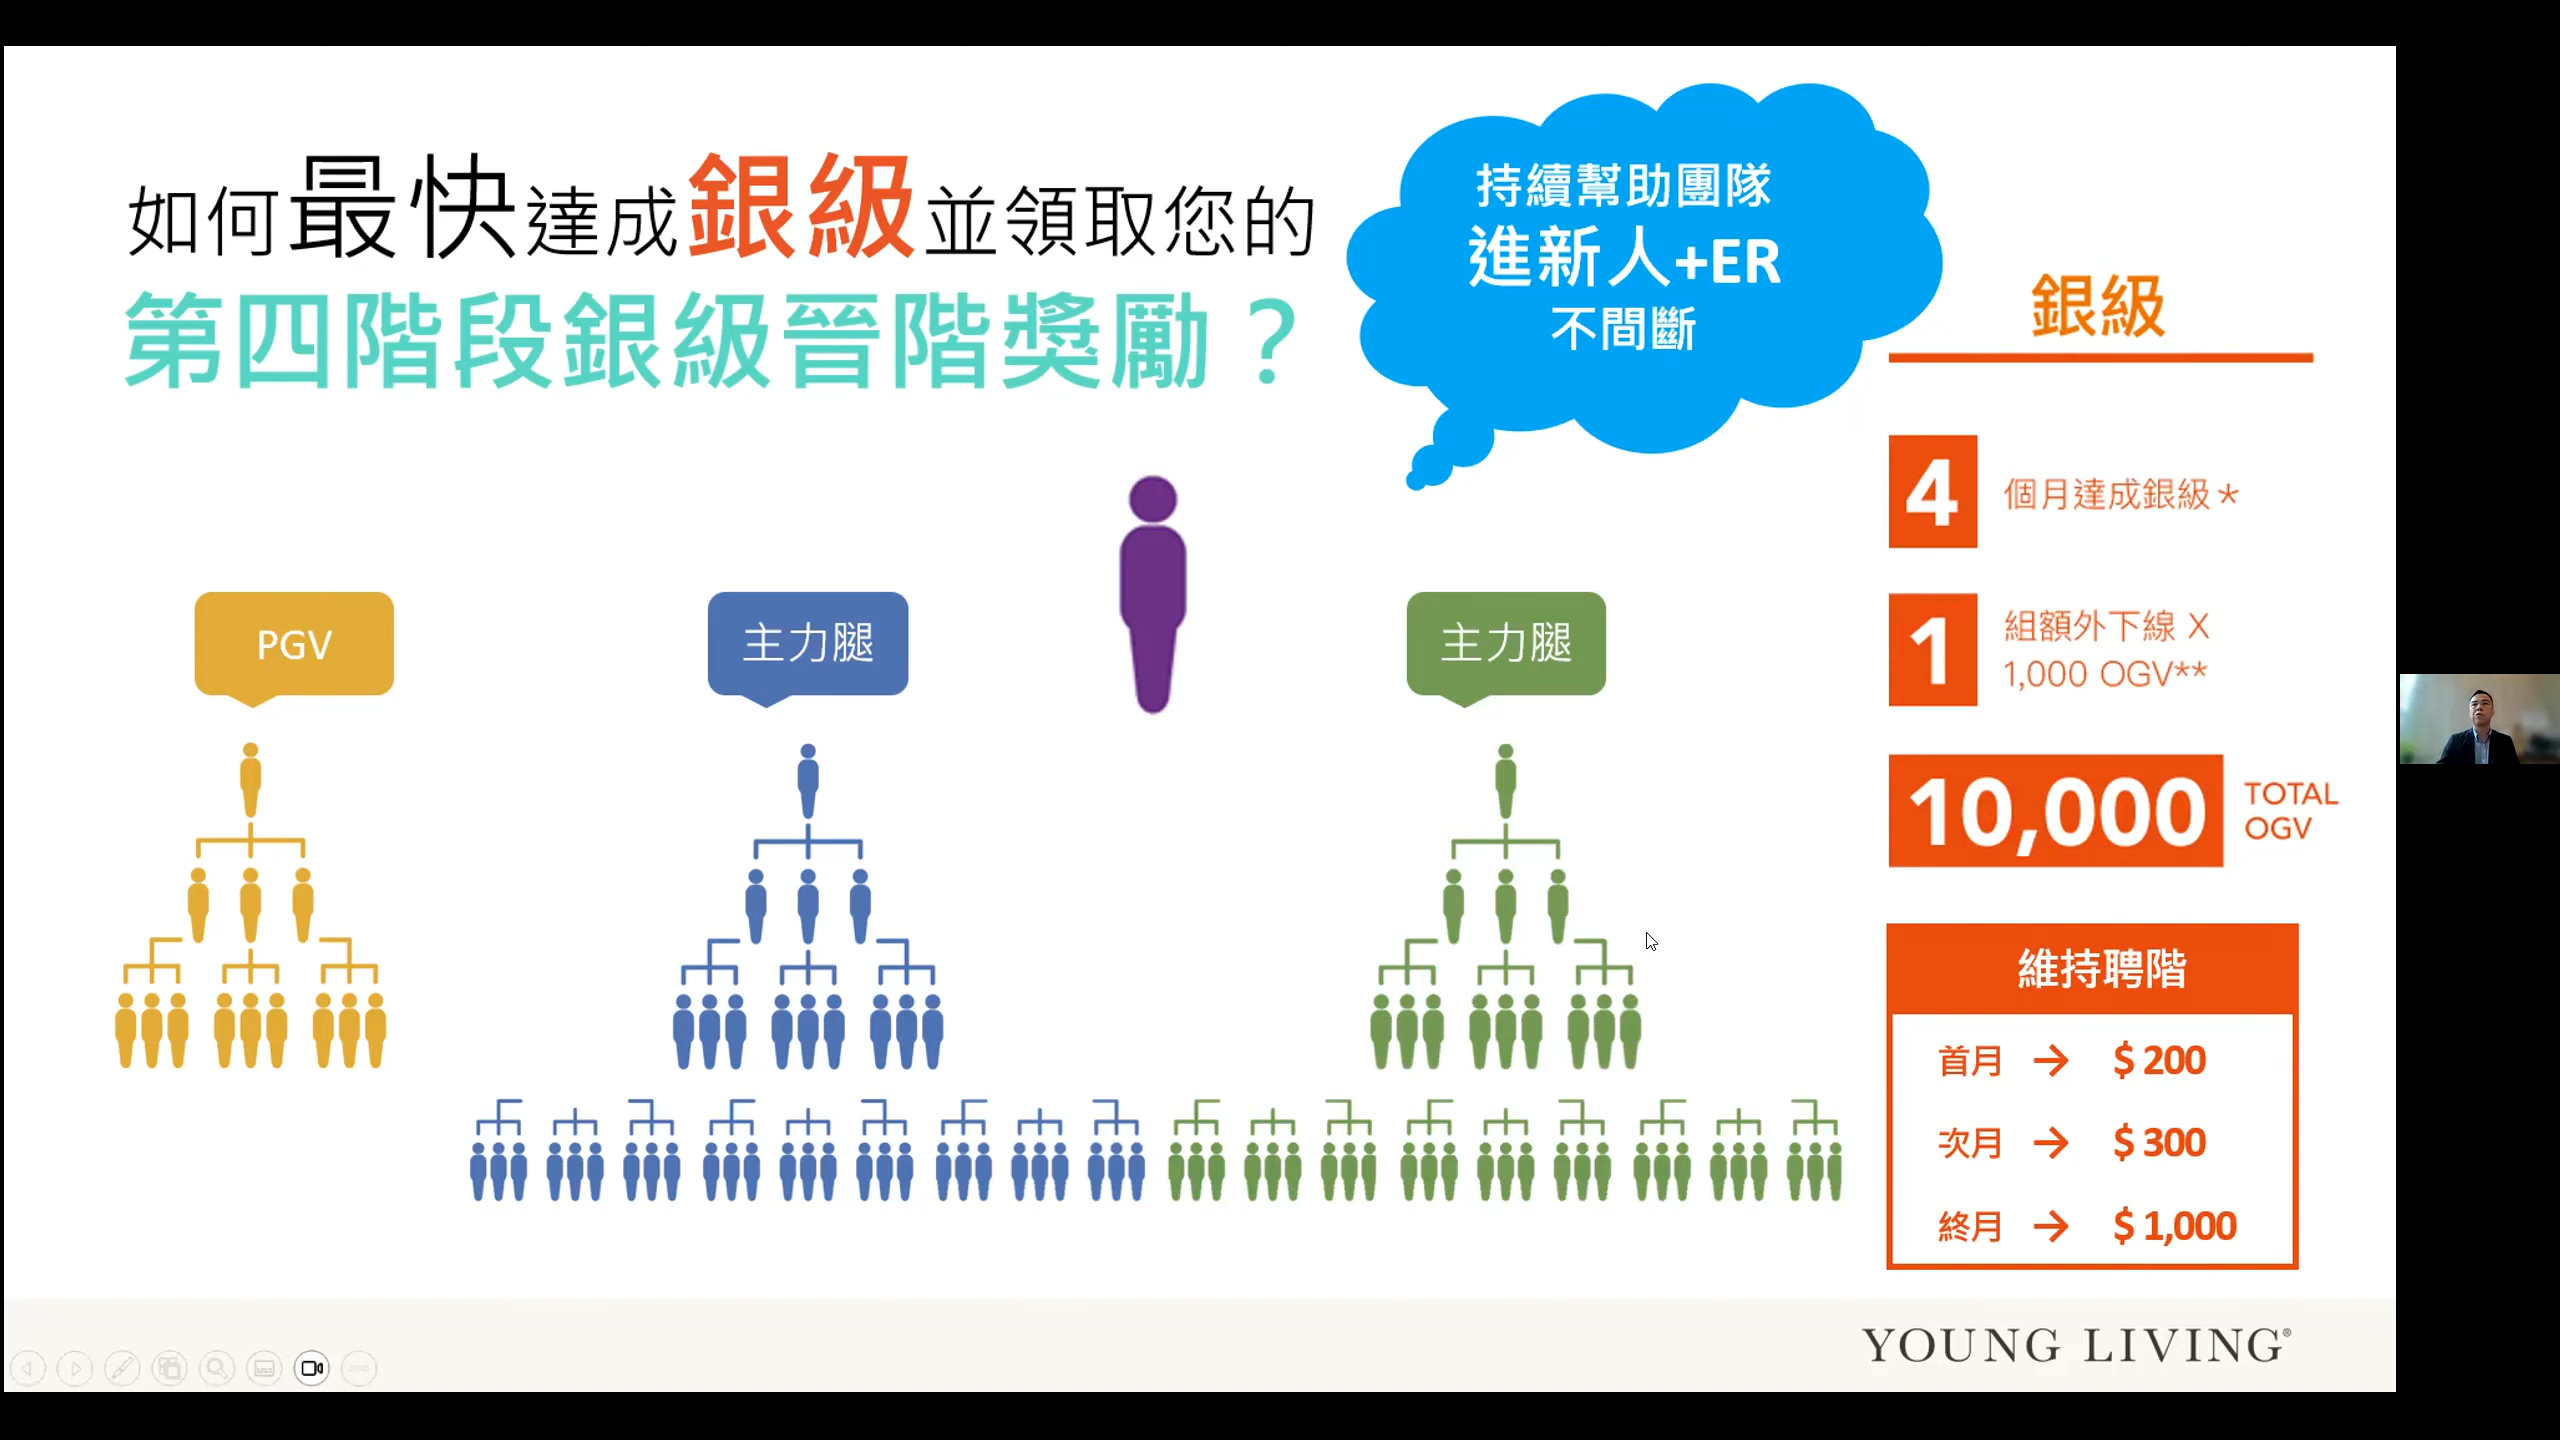 如何最快達成銀級並領取您的
第四階段銀級晉階獎勵？
持續幫助團隊
進新人+ER
不間斷
銀級
4 個月達成銀級*
1 組額外下線 X
1,000 OGV**
10,000 TOTAL
OGV
PGV
主力腿
主力腿
維持聘階
首月 → $ 200
次月 → $ 300
終月 → $ 1,000
YOUNG LIVING®